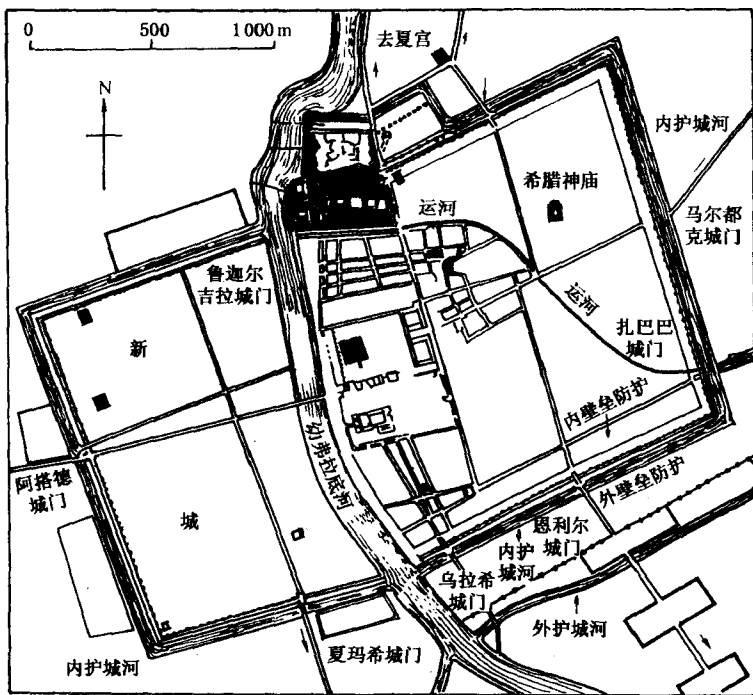 0 500 1 000 m
去夏宫
N
内护城河
希腊神庙
运河
马尔都
克城门
鲁迦尔
吉拉城门
运河
扎巴巴
城门
新
内壁垒防护
幼弗拉底河
阿搭德
城门
外壁垒防护
城
恩利尔
城门
内护
城河
乌拉希
城门
外护城河
夏玛希城门
内护城河